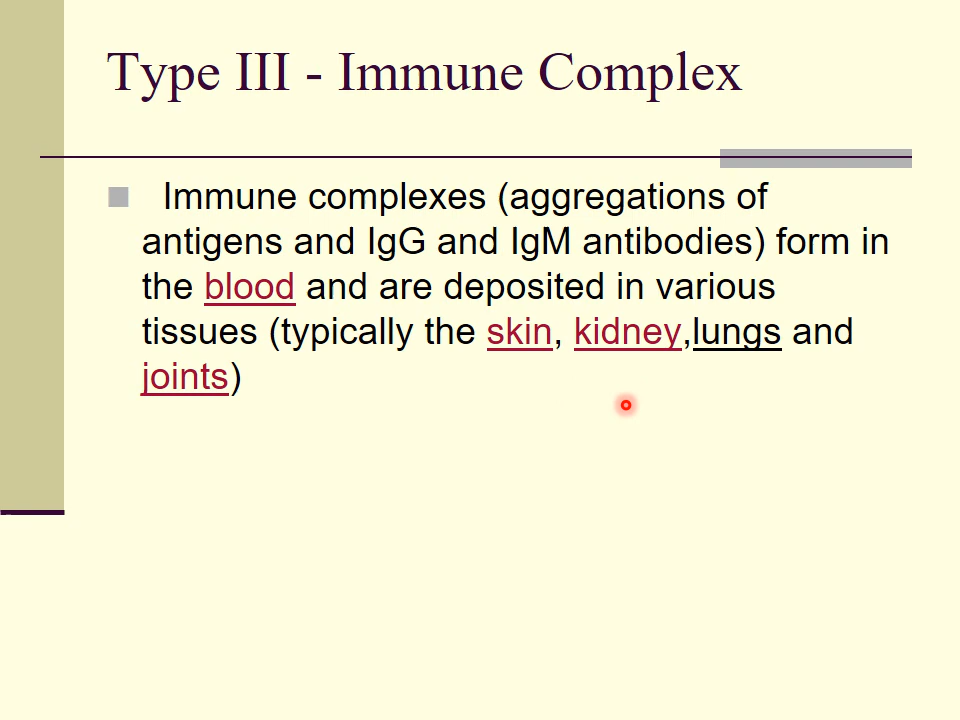 Type III - Immune Complex
Immune complexes (aggregations of
antigens and IgG and IgM antibodies) form in
the blood and are deposited in various
tissues (typically the skin, kidney,lungs and
joints)